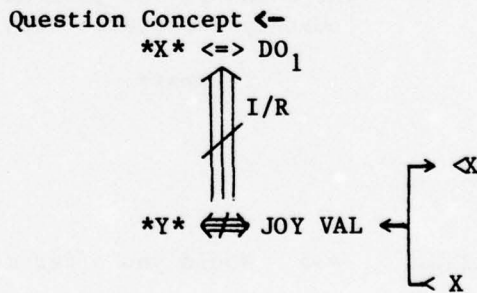 Question Concept <-
*X* <=> DO1
I/R
<X
*Y* <≢> JOY VAL
X